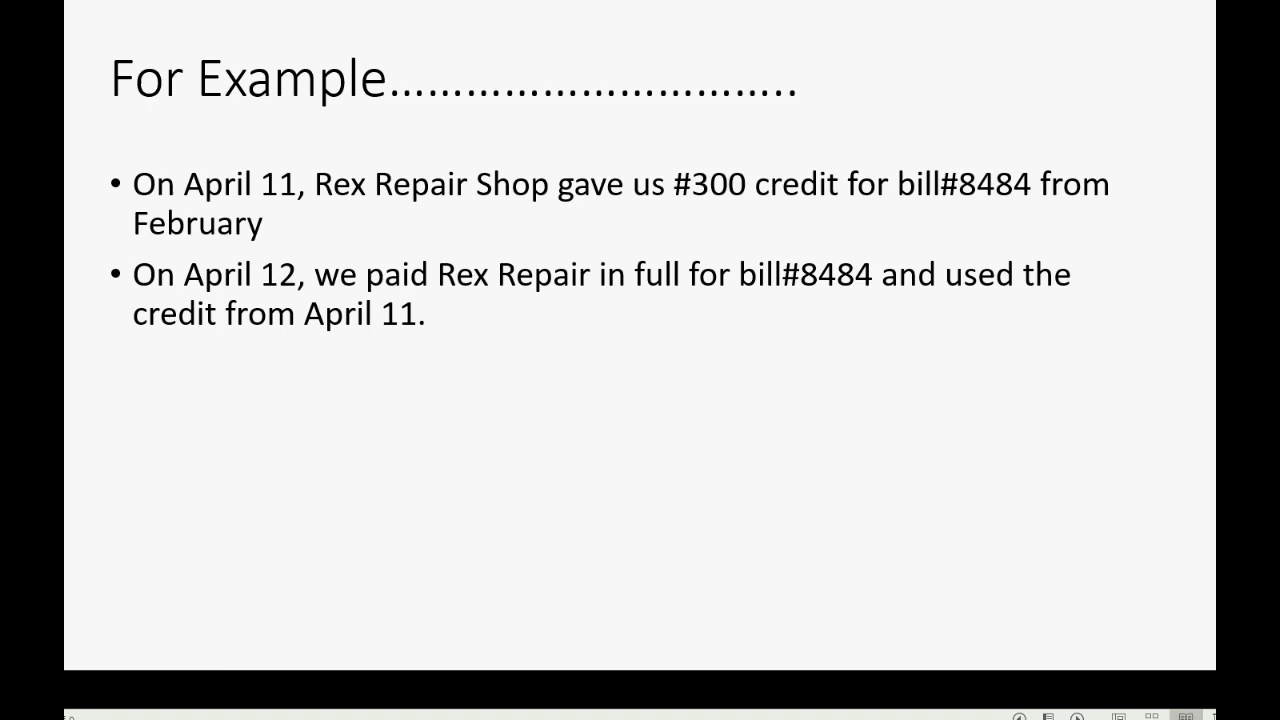 For Example……………………………..
• On April 11, Rex Repair Shop gave us #300 credit for bill#8484 from
February
• On April 12, we paid Rex Repair in full for bill#8484 and used the
credit from April 11.